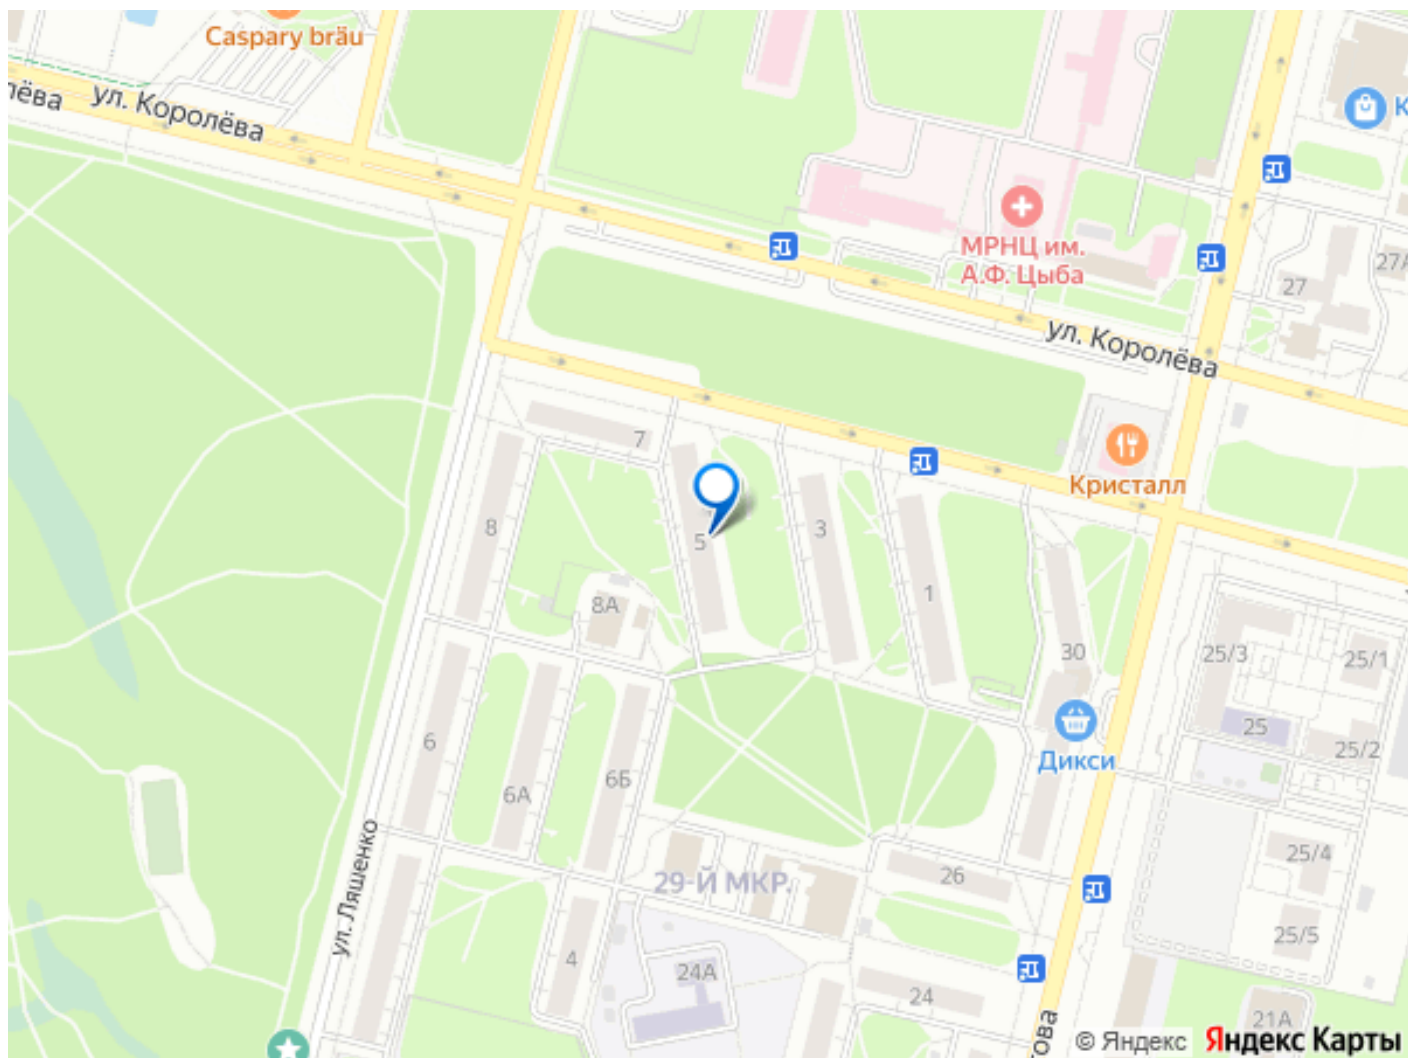 Caspary bräu
лёва
ул. Королёва
К
МРНЦ им.
А.Ф. Цыба
27
27А
ул. Королёва
7
Кристалл
8
5
3
1
8А
30
25/3
25/1
6
25
25/2
Дикси
6А
6Б
ул. Ляшенко
25/4
29-Й МКР.
26
25/5
4
24А
24
21А
ова
© Яндекс
Яндекс Карты